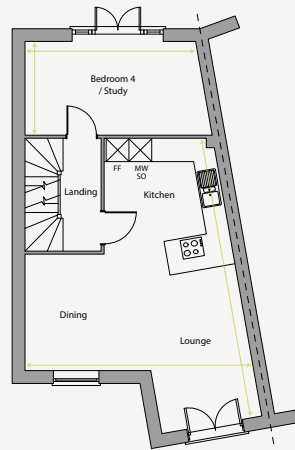 Bedroom 4
/ Study
FF
MW
SO
Landing
Kitchen
Dining
Lounge